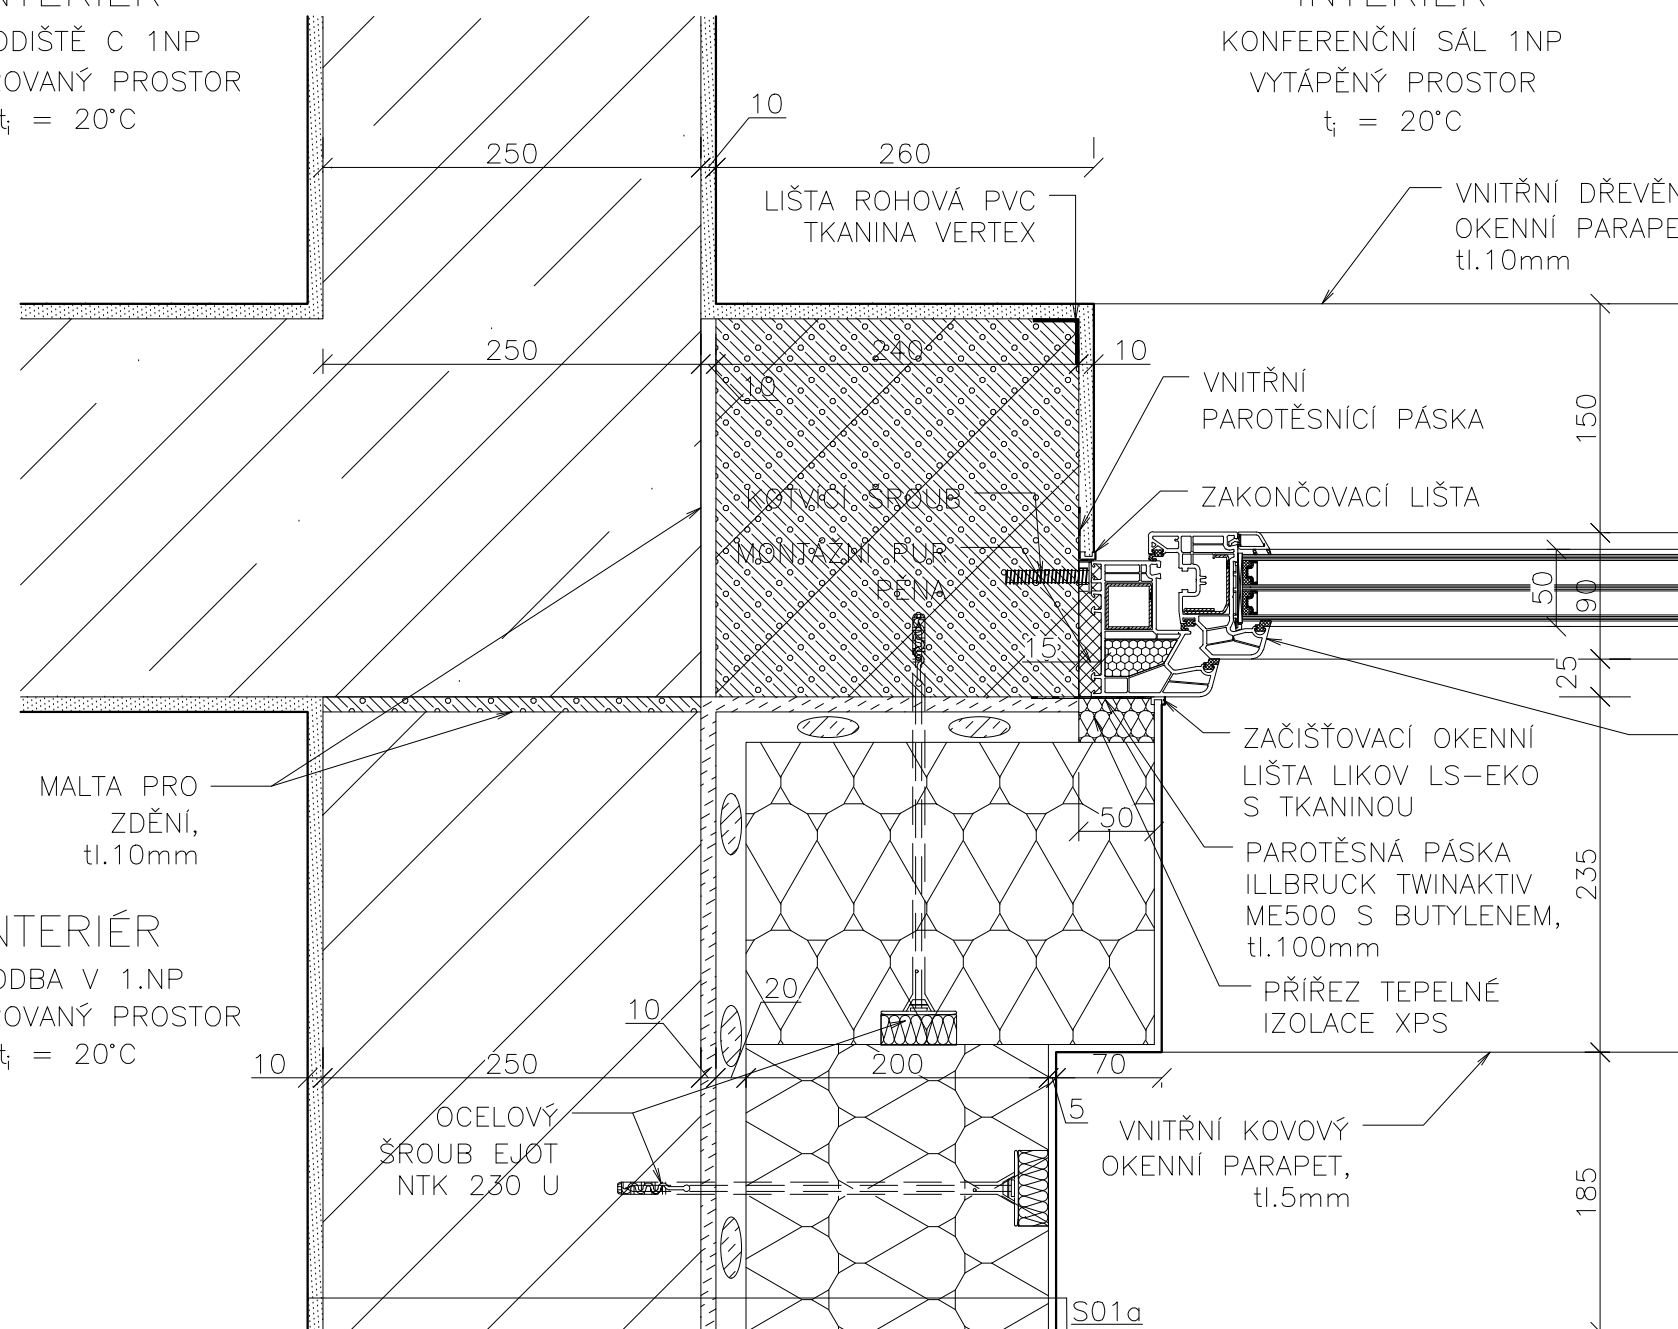 ODIŠTĚ C 1NP
ROVANÝ PROSTOR
ti = 20°C
INTERIÉR
KONFERENČNÍ SÁL 1NP
VYTÁPĚNÝ PROSTOR
ti = 20°C
10
250
260
LIŠTA ROHOVÁ PVC
TKANINA VERTEX
VNITŘNÍ DŘEVĚN
OKENNÍ PARAPE
tl.10mm
250
240
10
10
VNITŘNÍ
PAROTĚSNÍCÍ PÁSKA
150
KOTVÍCÍ ŠROUB
ZAKONČOVACÍ LIŠTA
MONTÁŽNÍ PUR
PĚNA
50
90
15
25
ZAČIŠŤOVACÍ OKENNÍ
LIŠTA LIKOV LS-EKO
S TKANINOU
MALTA PRO
ZDĚNÍ,
tl.10mm
50
PAROTĚSNÁ PÁSKA
ILLBRUCK TWINAKTIV
ME500 S BUTYLENEM,
tl.100mm
235
NTERIÉR
ODBA V 1.NP
ROVANÝ PROSTOR
ti = 20°C
PŘÍŘEZ TEPELNÉ
IZOLACE XPS
20
10
10
250
200
70
5
OCELOVÝ
ŠROUB EJOT
NTK 230 U
VNITŘNÍ KOVOVÝ
OKENNÍ PARAPET,
tl.5mm
185
S01a